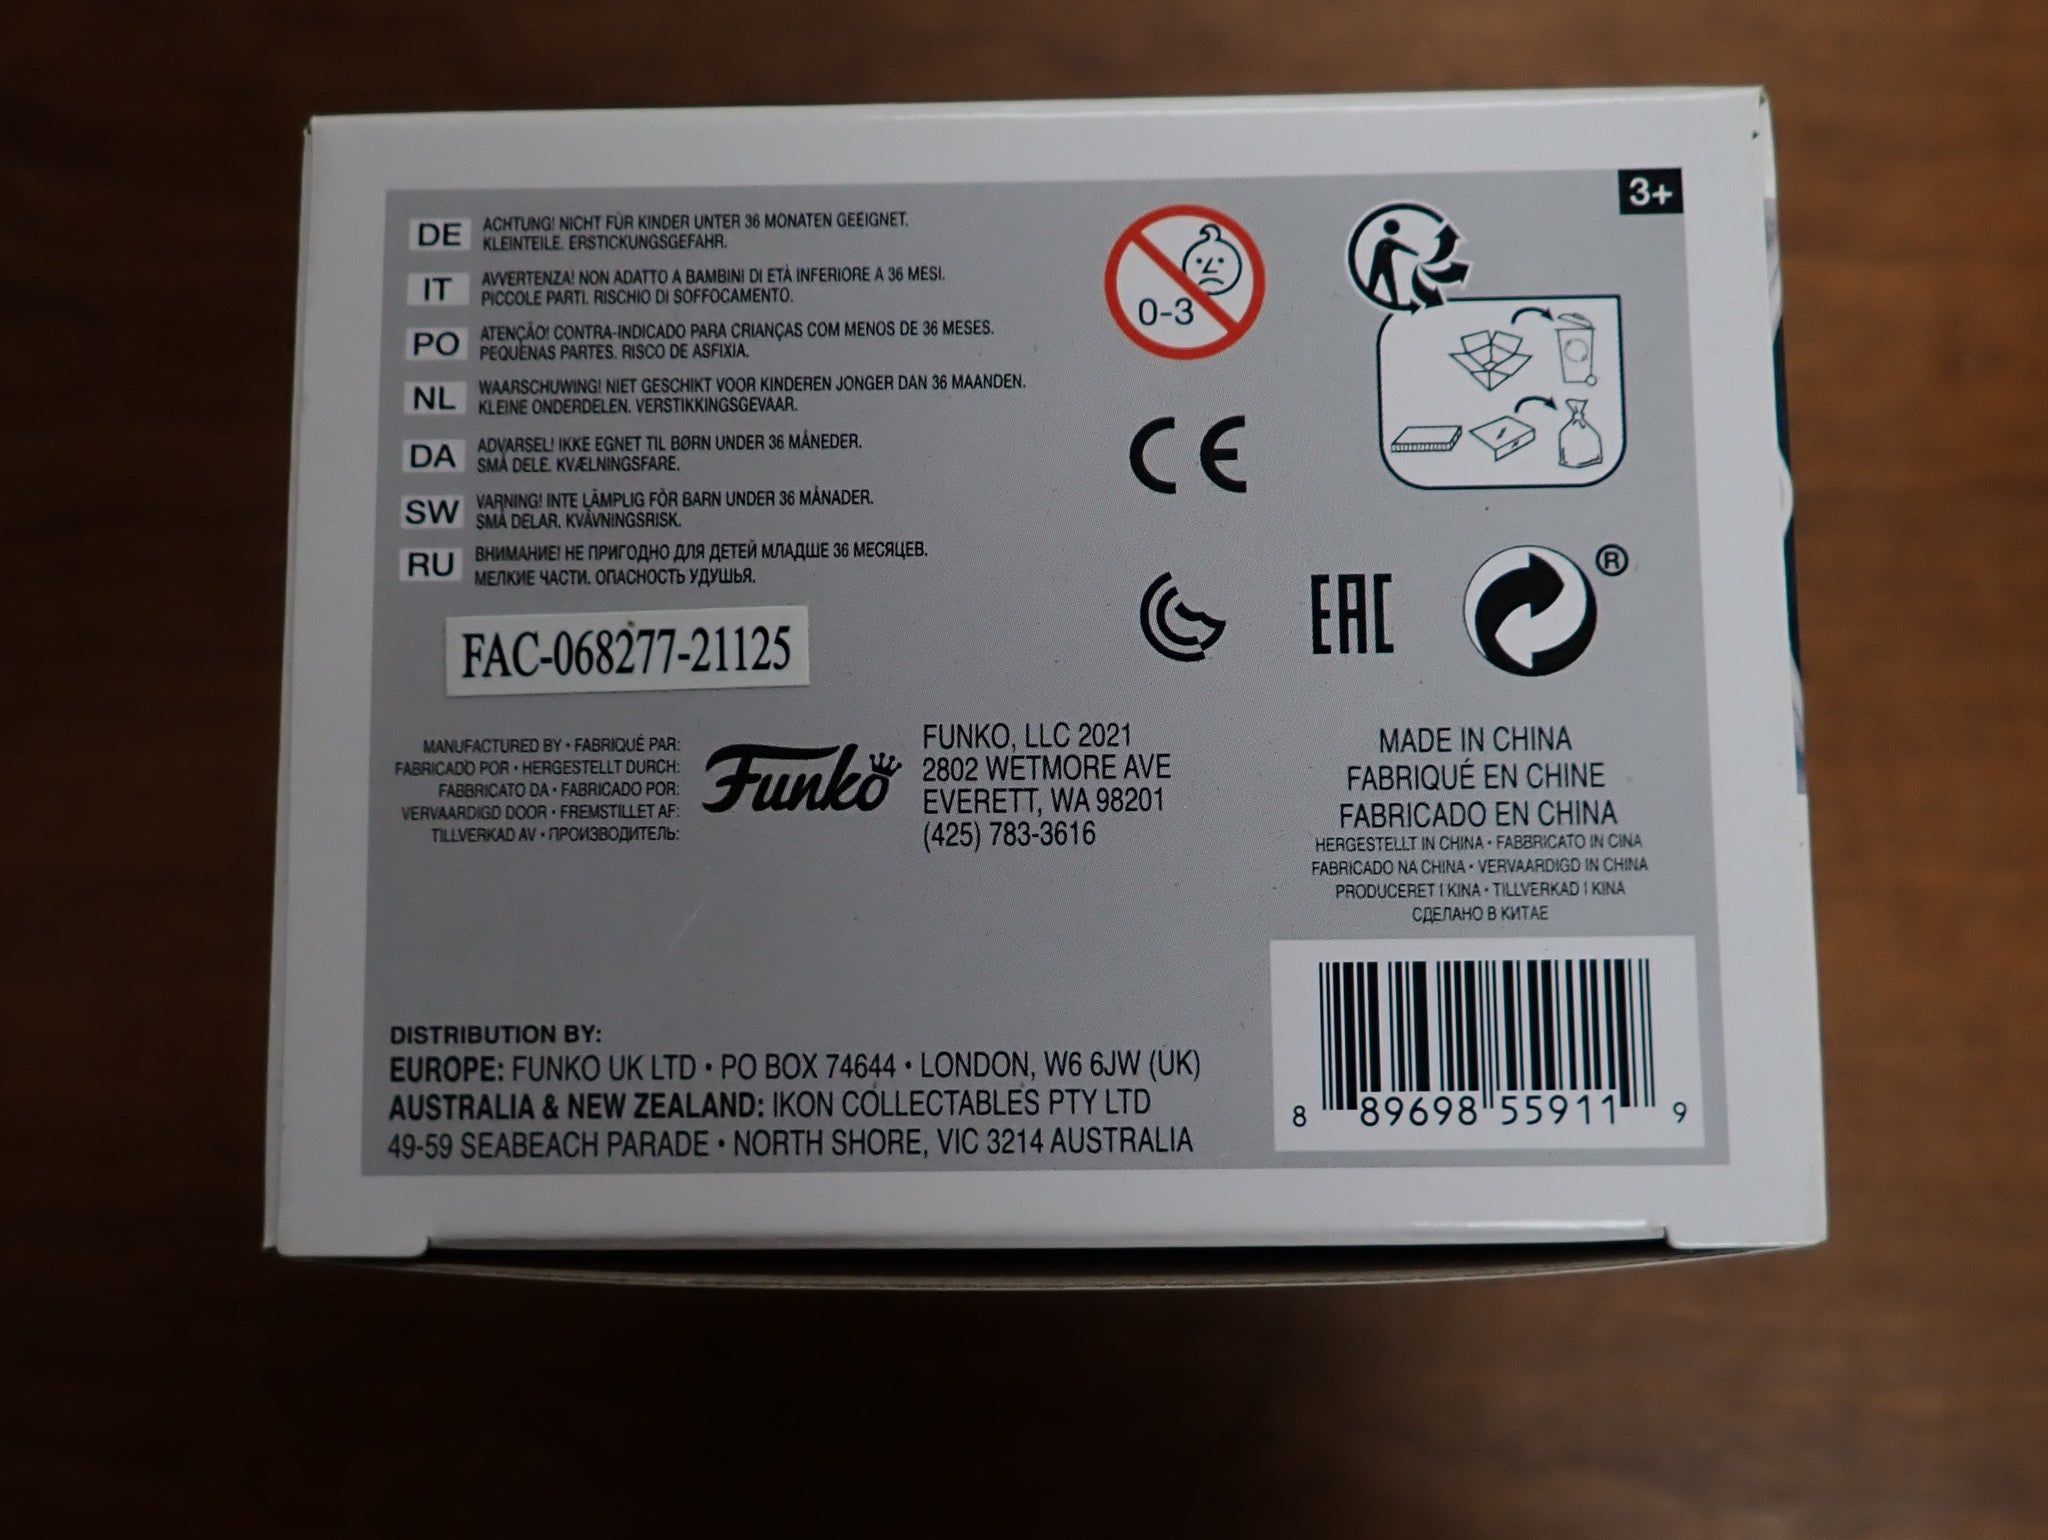 3+
DE ACHTUNG! NICHT FÜR KINDER UNTER 36 MONATEN GEEIGNET.
KLEINTEILE. ERSTICKUNGSGEFAHR.
IT AVVERTENZA! NON ADATTO A BAMBINI DI ETÀ INFERIORE A 36 MESI.
PICCOLE PARTI. RISCHIO DI SOFFOCAMENTO.
PO ATENÇÃO! CONTRA-INDICADO PARA CRIANÇAS COM MENOS DE 36 MESES.
PEQUENAS PARTES. RISCO DE ASFIXIA.
NL WAARSCHUWING! NIET GESCHIKT VOOR KINDEREN JONGER DAN 36 MAANDEN.
KLEINE ONDERDELEN. VERSTIKKINGSGEVAAR.
DA ADVARSEL! IKKE EGNET TIL BØRN UNDER 36 MÅNEDER.
SMÅ DELE. KVÆLNINGSFARE.
SW VARNING! INTE LÄMPLIG FÖR BARN UNDER 36 MÅNADER.
SMÅ DELAR. KVÄVNINGSRISK.
RU ВНИМАНИЕ! НЕ ПРИГОДНО ДЛЯ ДЕТЕЙ МЛАДШЕ 36 МЕСЯЦЕВ.
МЕЛКИЕ ЧАСТИ. ОПАСНОСТЬ УДУШЬЯ.
0-3
CE
EAC
®
FAC-068277-21125
MANUFACTURED BY • FABRIQUÉ PAR:
FABRICADO POR • HERGESTELLT DURCH:
FABBRICATO DA • FABRICADO POR:
VERVAARDIGD DOOR • FREMSTILLET AF:
TILLVERKAD AV • ПРОИЗВОДИТЕЛЬ:
Funko
FUNKO, LLC 2021
2802 WETMORE AVE
EVERETT, WA 98201
(425) 783-3616
MADE IN CHINA
FABRIQUÉ EN CHINE
FABRICADO EN CHINA
HERGESTELLT IN CHINA • FABBRICATO IN CINA
FABRICADO NA CHINA • VERVAARDIGD IN CHINA
PRODUCERET I KINA • TILLVERKAD I KINA
СДЕЛАНО В КИТАЕ
DISTRIBUTION BY:
EUROPE: FUNKO UK LTD • PO BOX 74644 • LONDON, W6 6JW (UK)
AUSTRALIA & NEW ZEALAND: IKON COLLECTABLES PTY LTD
49-59 SEABEACH PARADE • NORTH SHORE, VIC 3214 AUSTRALIA
8 89698 55911 9